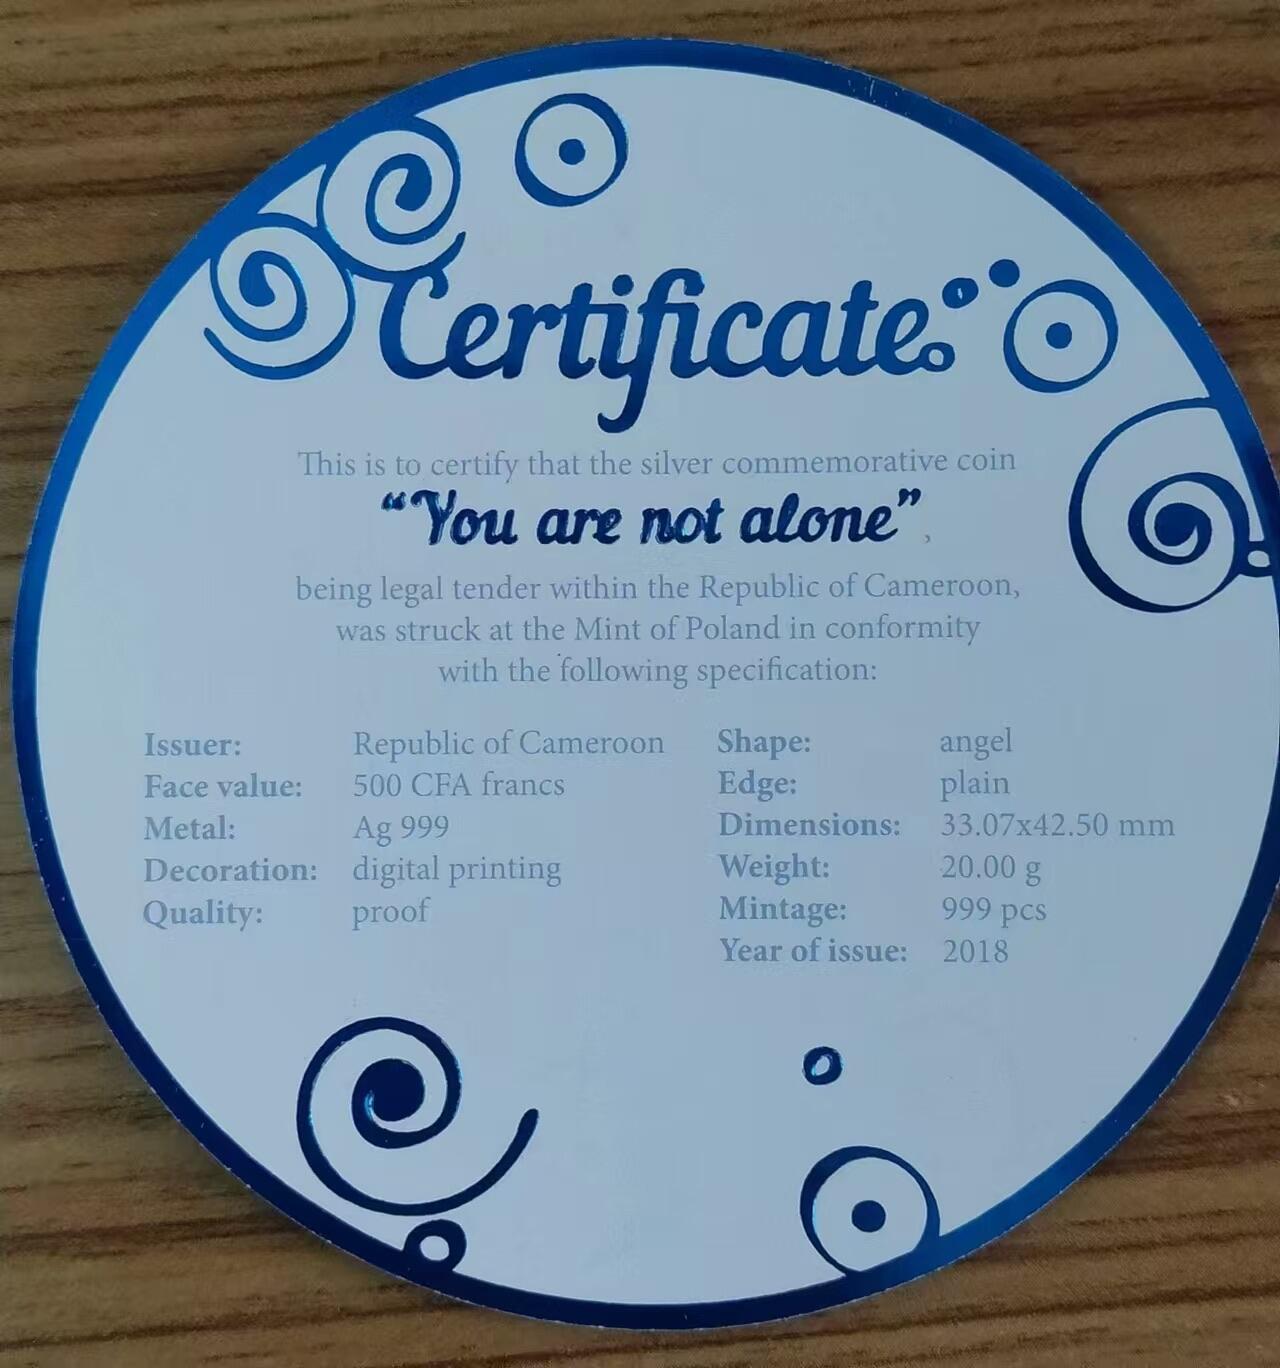 Certificate
This is to certify that the silver commemorative coin
“You are not alone”,
being legal tender within the Republic of Cameroon,
was struck at the Mint of Poland in conformity
with the following specification:
Issuer: Republic of Cameroon
Face value: 500 CFA francs
Metal: Ag 999
Decoration: digital printing
Quality: proof
Shape: angel
Edge: plain
Dimensions: 33.07x42.50 mm
Weight: 20.00 g
Mintage: 999 pcs
Year of issue: 2018